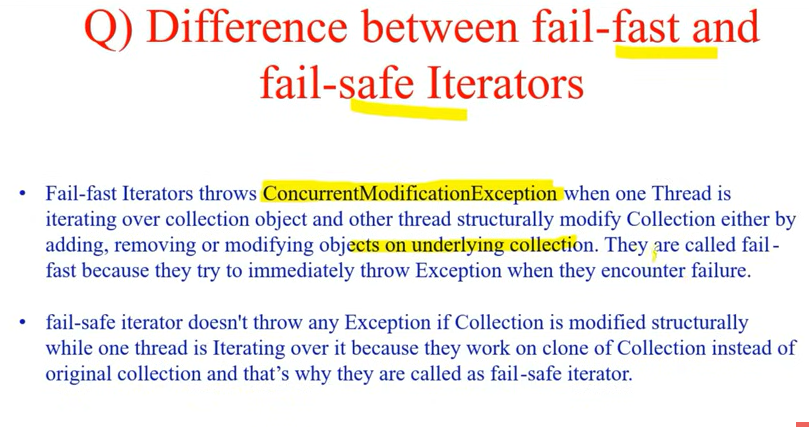 Q) Difference between fail-fast and
fail-safe Iterators
• Fail-fast Iterators throws ConcurrentModificationException when one Thread is
iterating over collection object and other thread structurally modify Collection either by
adding, removing or modifying objects on underlying collection. They are called fail-
fast because they try to immediately throw Exception when they encounter failure.
• fail-safe iterator doesn't throw any Exception if Collection is modified structurally
while one thread is Iterating over it because they work on clone of Collection instead of
original collection and that’s why they are called as fail-safe iterator.